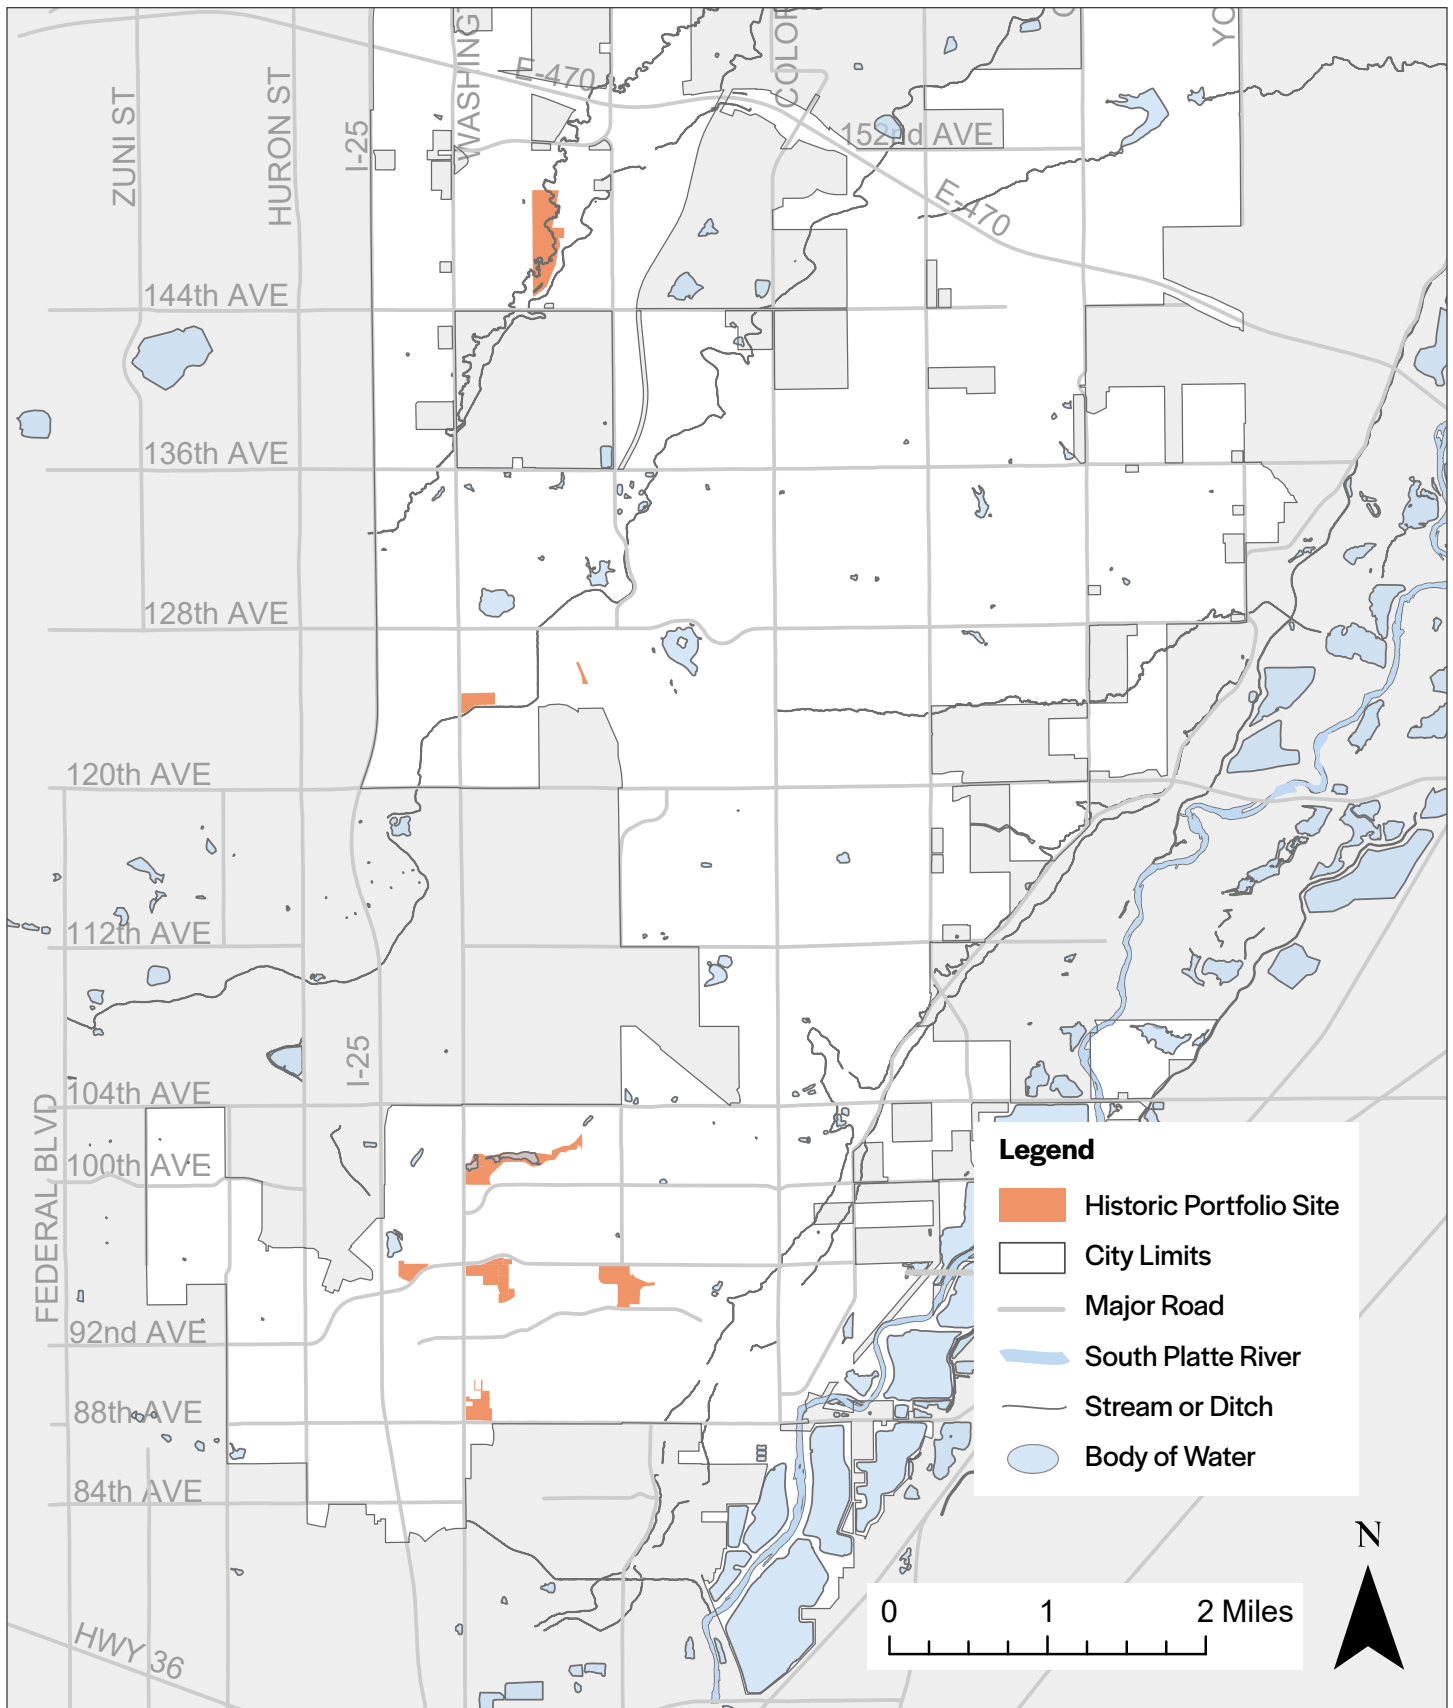 ZUNI ST
HURON ST
I-25
WASHINGT
E-470
COLOR
YO
152nd AVE
E-470
144th AVE
136th AVE
128th AVE
120th AVE
112th AVE
I-25
104th AVE
FEDERAL BLVD
100th AVE
92nd AVE
88th AVE
84th AVE
HWY 36
Legend
Historic Portfolio Site
City Limits
Major Road
South Platte River
Stream or Ditch
Body of Water
N
0 1 2 Miles